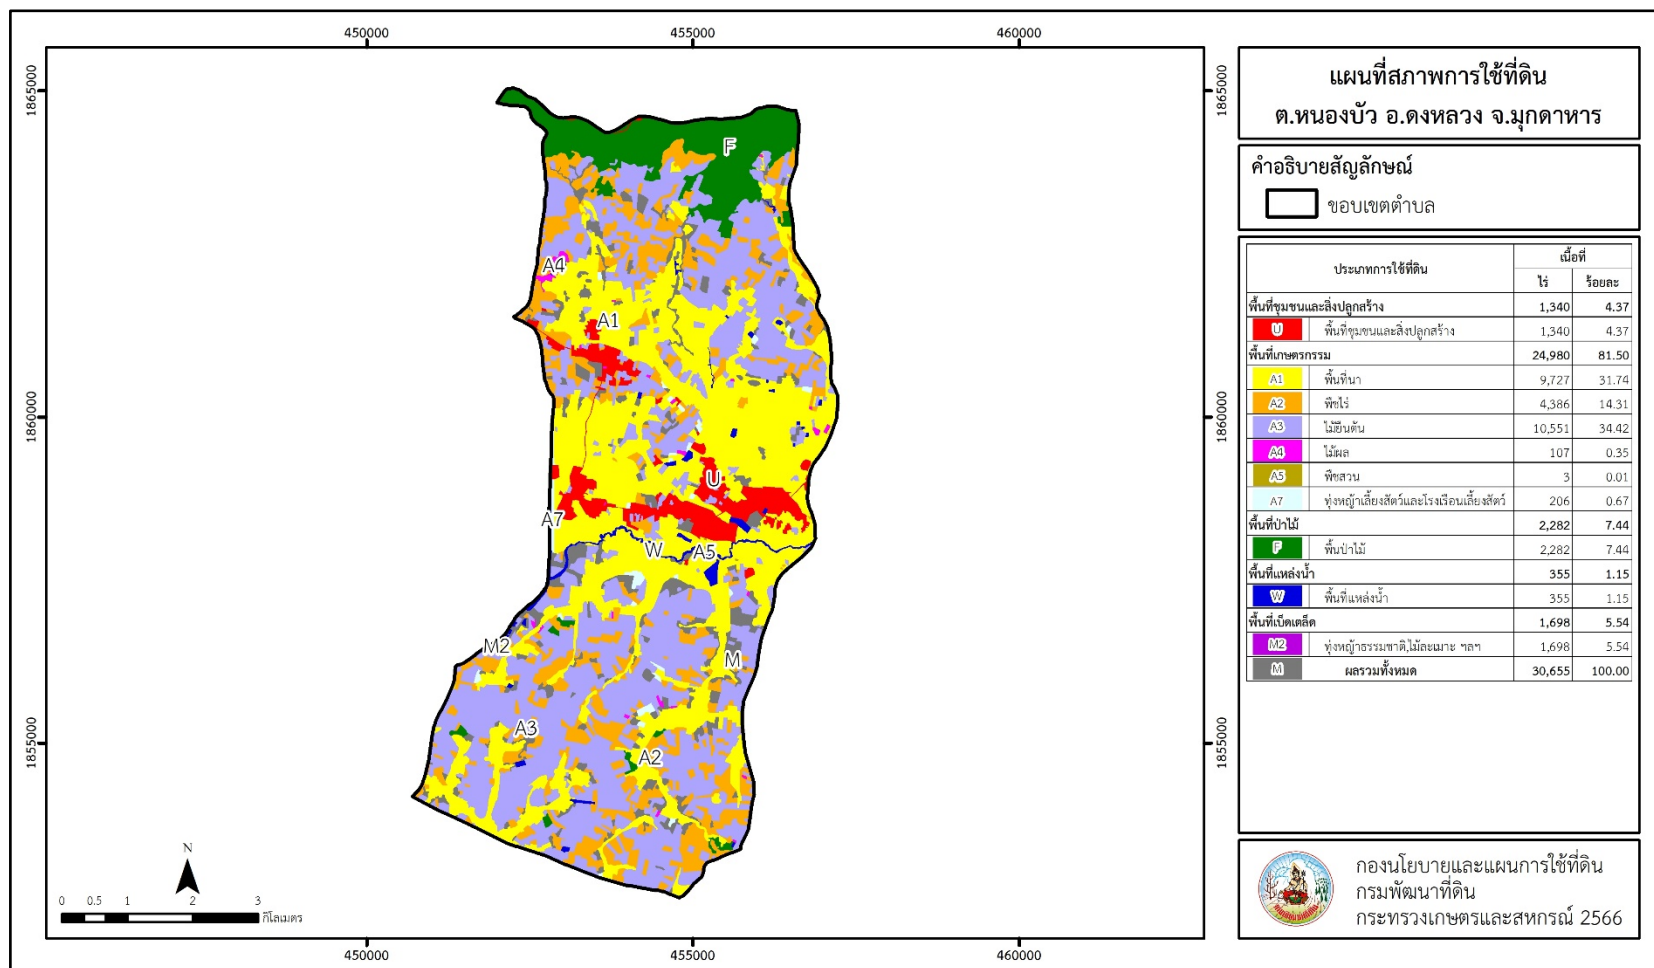 450000
455000
460000
1865000
1865000
1860000
1860000
1855000
1855000
F
A4
A1
U
A7
W
A5
M2
M
A3
A2
N
0 0.5 1 2 3
กิโลเมตร
450000
455000
460000
แผนที่สภาพการใช้ที่ดิน
ต.หนองบัว อ.ดงหลวง จ.มุกดาหาร
คำอธิบายสัญลักษณ์
ขอบเขตตำบล
ประเภทการใช้ที่ดิน เนื้อที่
ไร่ ร้อยละ
พื้นที่ชุมชนและสิ่งปลูกสร้าง 1,340 4.37
U พื้นที่ชุมชนและสิ่งปลูกสร้าง 1,340 4.37
พื้นที่เกษตรกรรม 24,980 81.50
A1 พื้นที่นา 9,727 31.74
A2 พืชไร่ 4,386 14.31
A3 ไม้ยืนต้น 10,551 34.42
A4 ไม้ผล 107 0.35
A5 พืชสวน 3 0.01
A7 ทุ่งหญ้าเลี้ยงสัตว์และโรงเรือนเลี้ยงสัตว์ 206 0.67
พื้นที่ป่าไม้ 2,282 7.44
F พื้นป่าไม้ 2,282 7.44
พื้นที่แหล่งน้ำ 355 1.15
W พื้นที่แหล่งน้ำ 355 1.15
พื้นที่เบ็ดเตล็ด 1,698 5.54
M2 ทุ่งหญ้าธรรมชาติ,ไม้ละเมาะ ฯลฯ 1,698 5.54
M ผลรวมทั้งหมด 30,655 100.00
กองนโยบายและแผนการใช้ที่ดิน
กรมพัฒนาที่ดิน
กระทรวงเกษตรและสหกรณ์ 2566